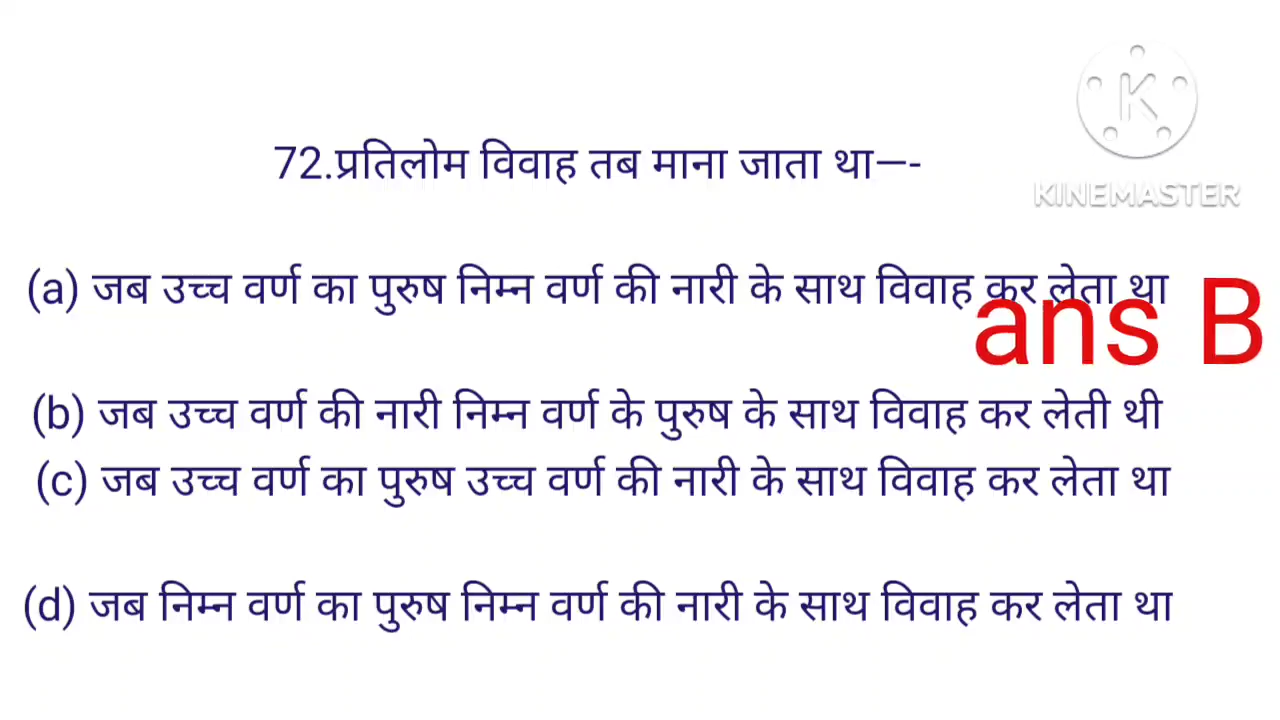 72.प्रतिलोम विवाह तब माना जाता था—-
KINEMASTER
(a) जब उच्च वर्ण का पुरुष निम्न वर्ण की नारी के साथ विवाह कर लेता था
ans B
(b) जब उच्च वर्ण की नारी निम्न वर्ण के पुरुष के साथ विवाह कर लेती थी
(c) जब उच्च वर्ण का पुरुष उच्च वर्ण की नारी के साथ विवाह कर लेता था
(d) जब निम्न वर्ण का पुरुष निम्न वर्ण की नारी के साथ विवाह कर लेता था